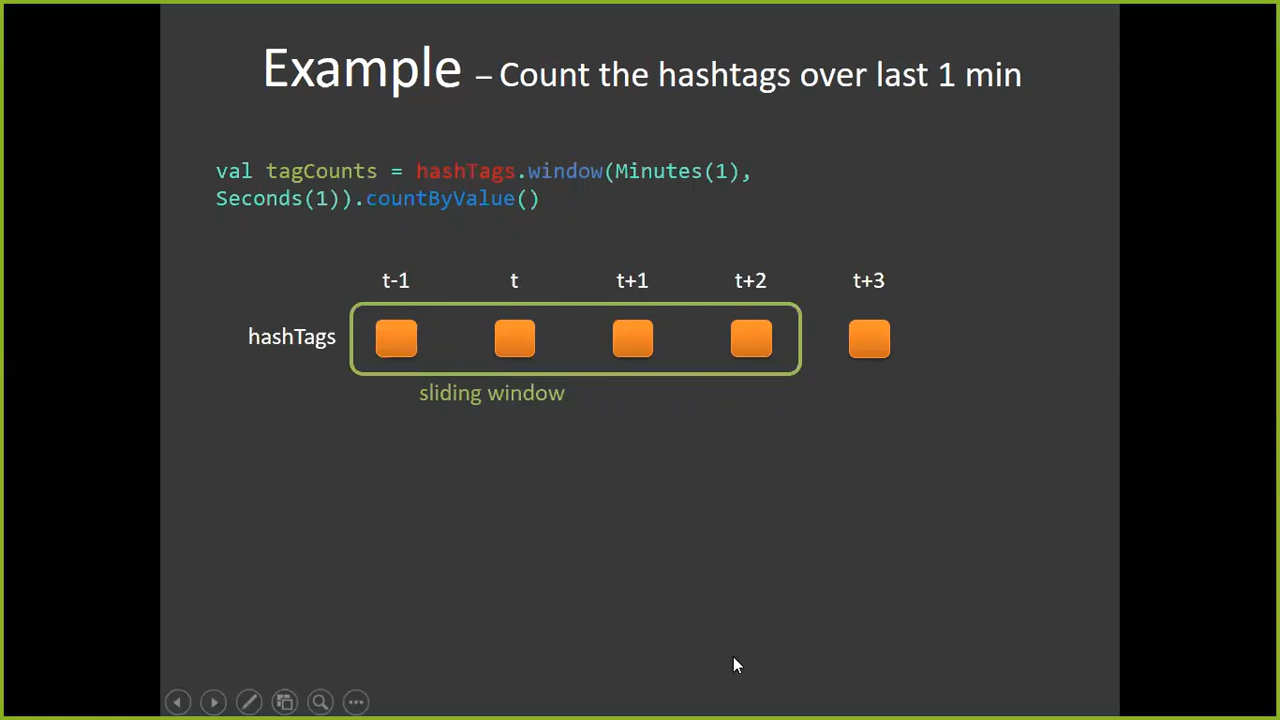 Example – Count the hashtags over last 1 min
val tagCounts = hashTags.window(Minutes(1),
Seconds(1)).countByValue()
t-1 t t+1 t+2 t+3
hashTags
sliding window